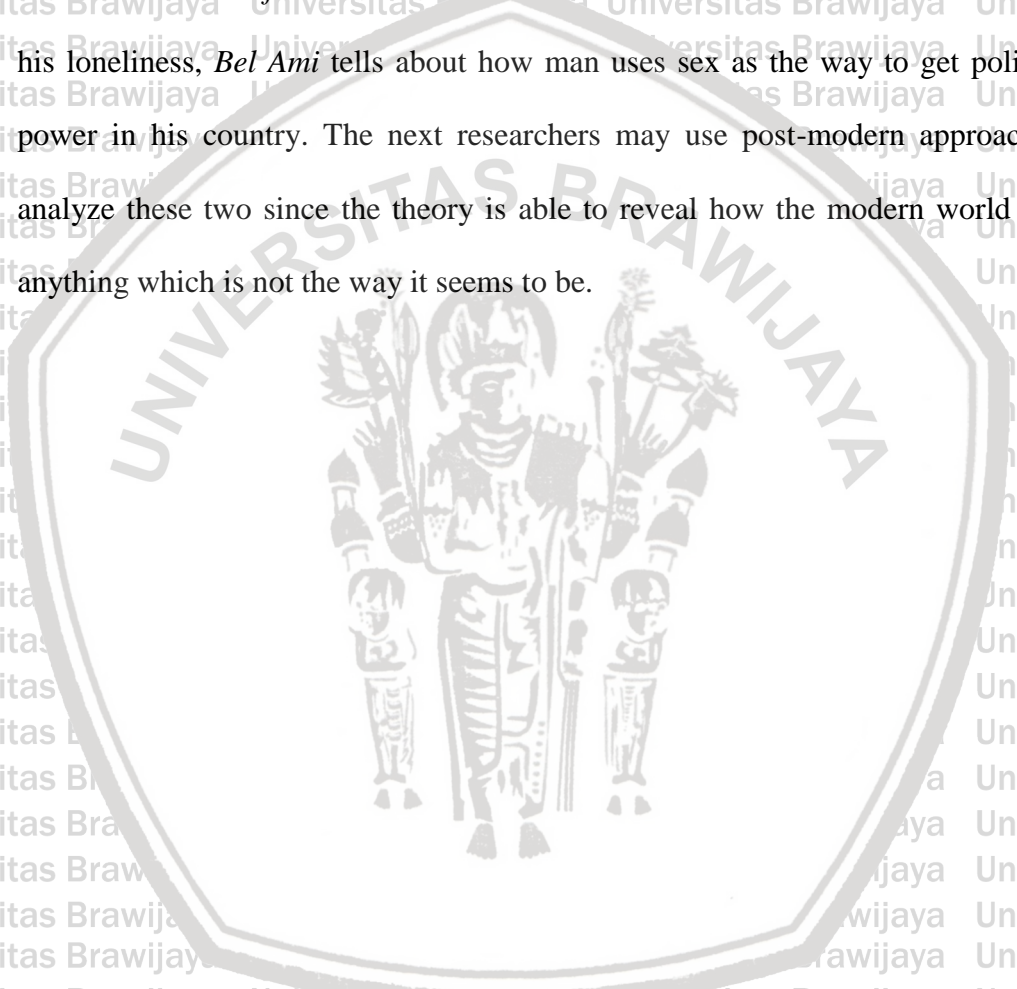 his loneliness, Bel Ami tells about how man uses sex as the way to get poli
power in his country. The next researchers may use post-modern approac
analyze these two since the theory is able to reveal how the modern world
anything which is not the way it seems to be.
UNIVERSITAS BRAWIJAYA